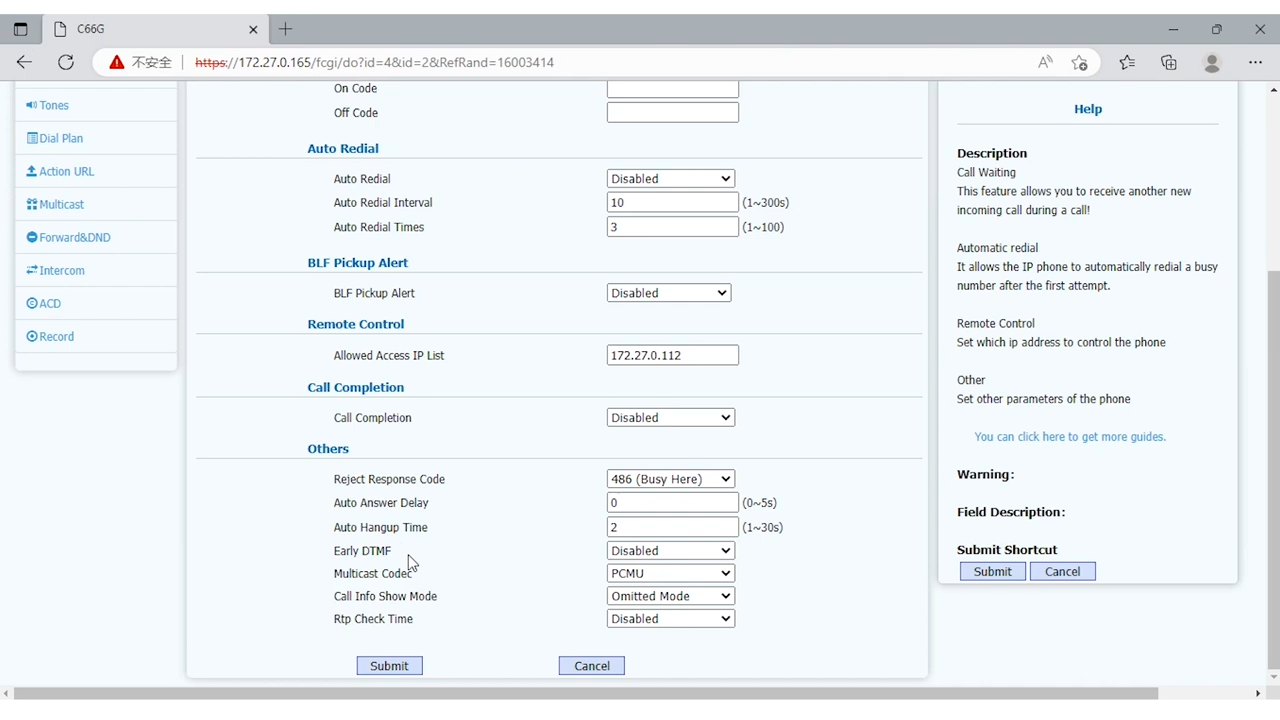 C66G
不安全 https://172.27.0.165/fcgi/do?id=4&id=2&RefRand=16003414
Tones
Dial Plan
Action URL
Multicast
Forward&DND
Intercom
ACD
Record
On Code
Off Code
Auto Redial
Auto Redial Disabled
Auto Redial Interval 10 (1~300s)
Auto Redial Times 3 (1~100)
BLF Pickup Alert
BLF Pickup Alert Disabled
Remote Control
Allowed Access IP List 172.27.0.112
Call Completion
Call Completion Disabled
Others
Reject Response Code 486 (Busy Here)
Auto Answer Delay 0 (0~5s)
Auto Hangup Time 2 (1~30s)
Early DTMF Disabled
Multicast Codec PCMU
Call Info Show Mode Omitted Mode
Rtp Check Time Disabled
Submit Cancel
Help
Description
Call Waiting
This feature allows you to receive another new
incoming call during a call!
Automatic redial
It allows the IP phone to automatically redial a busy
number after the first attempt.
Remote Control
Set which ip address to control the phone
Other
Set other parameters of the phone
You can click here to get more guides.
Warning:
Field Description:
Submit Shortcut
Submit Cancel